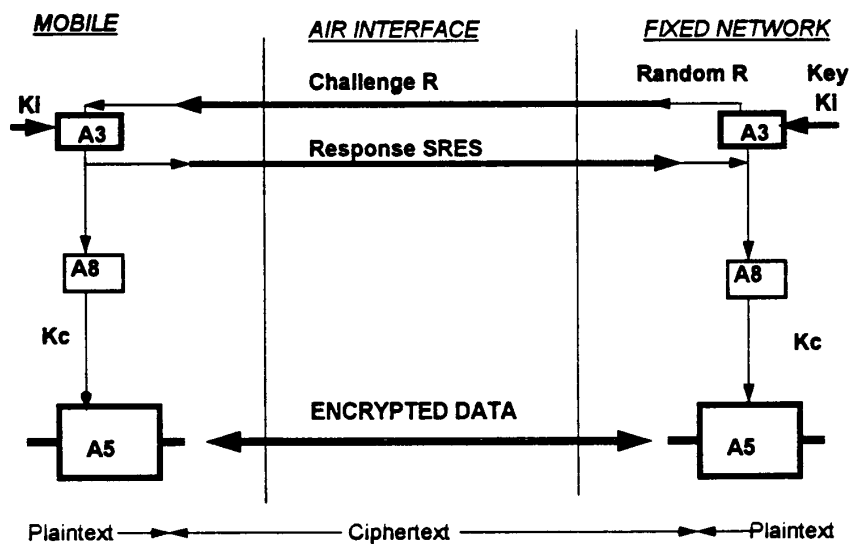 MOBILE
AIR INTERFACE
FIXED NETWORK
Challenge R
Random R
Key
Ki
Ki
A3
A3
Response SRES
A8
A8
Kc
Kc
ENCRYPTED DATA
A5
A5
Plaintext
Ciphertext
Plaintext